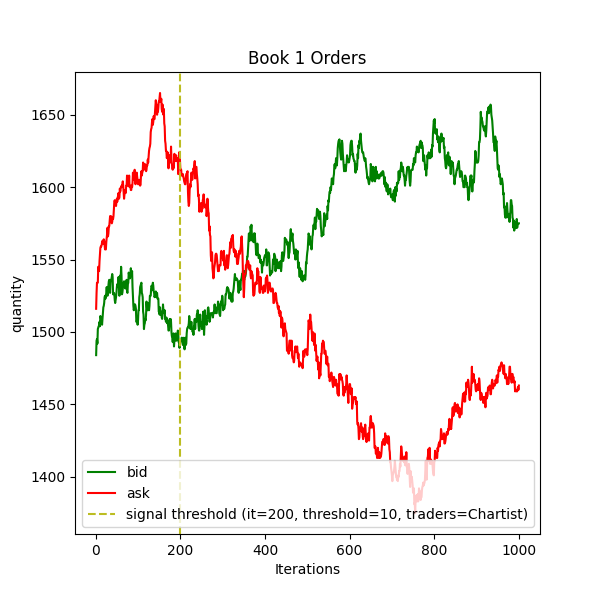 Book 1 Orders
quantity
1650
1600
1550
1500
1450
1400
bid
ask
signal threshold (it=200, threshold=10, traders=Chartist)
0 200 400 600 800 1000
Iterations